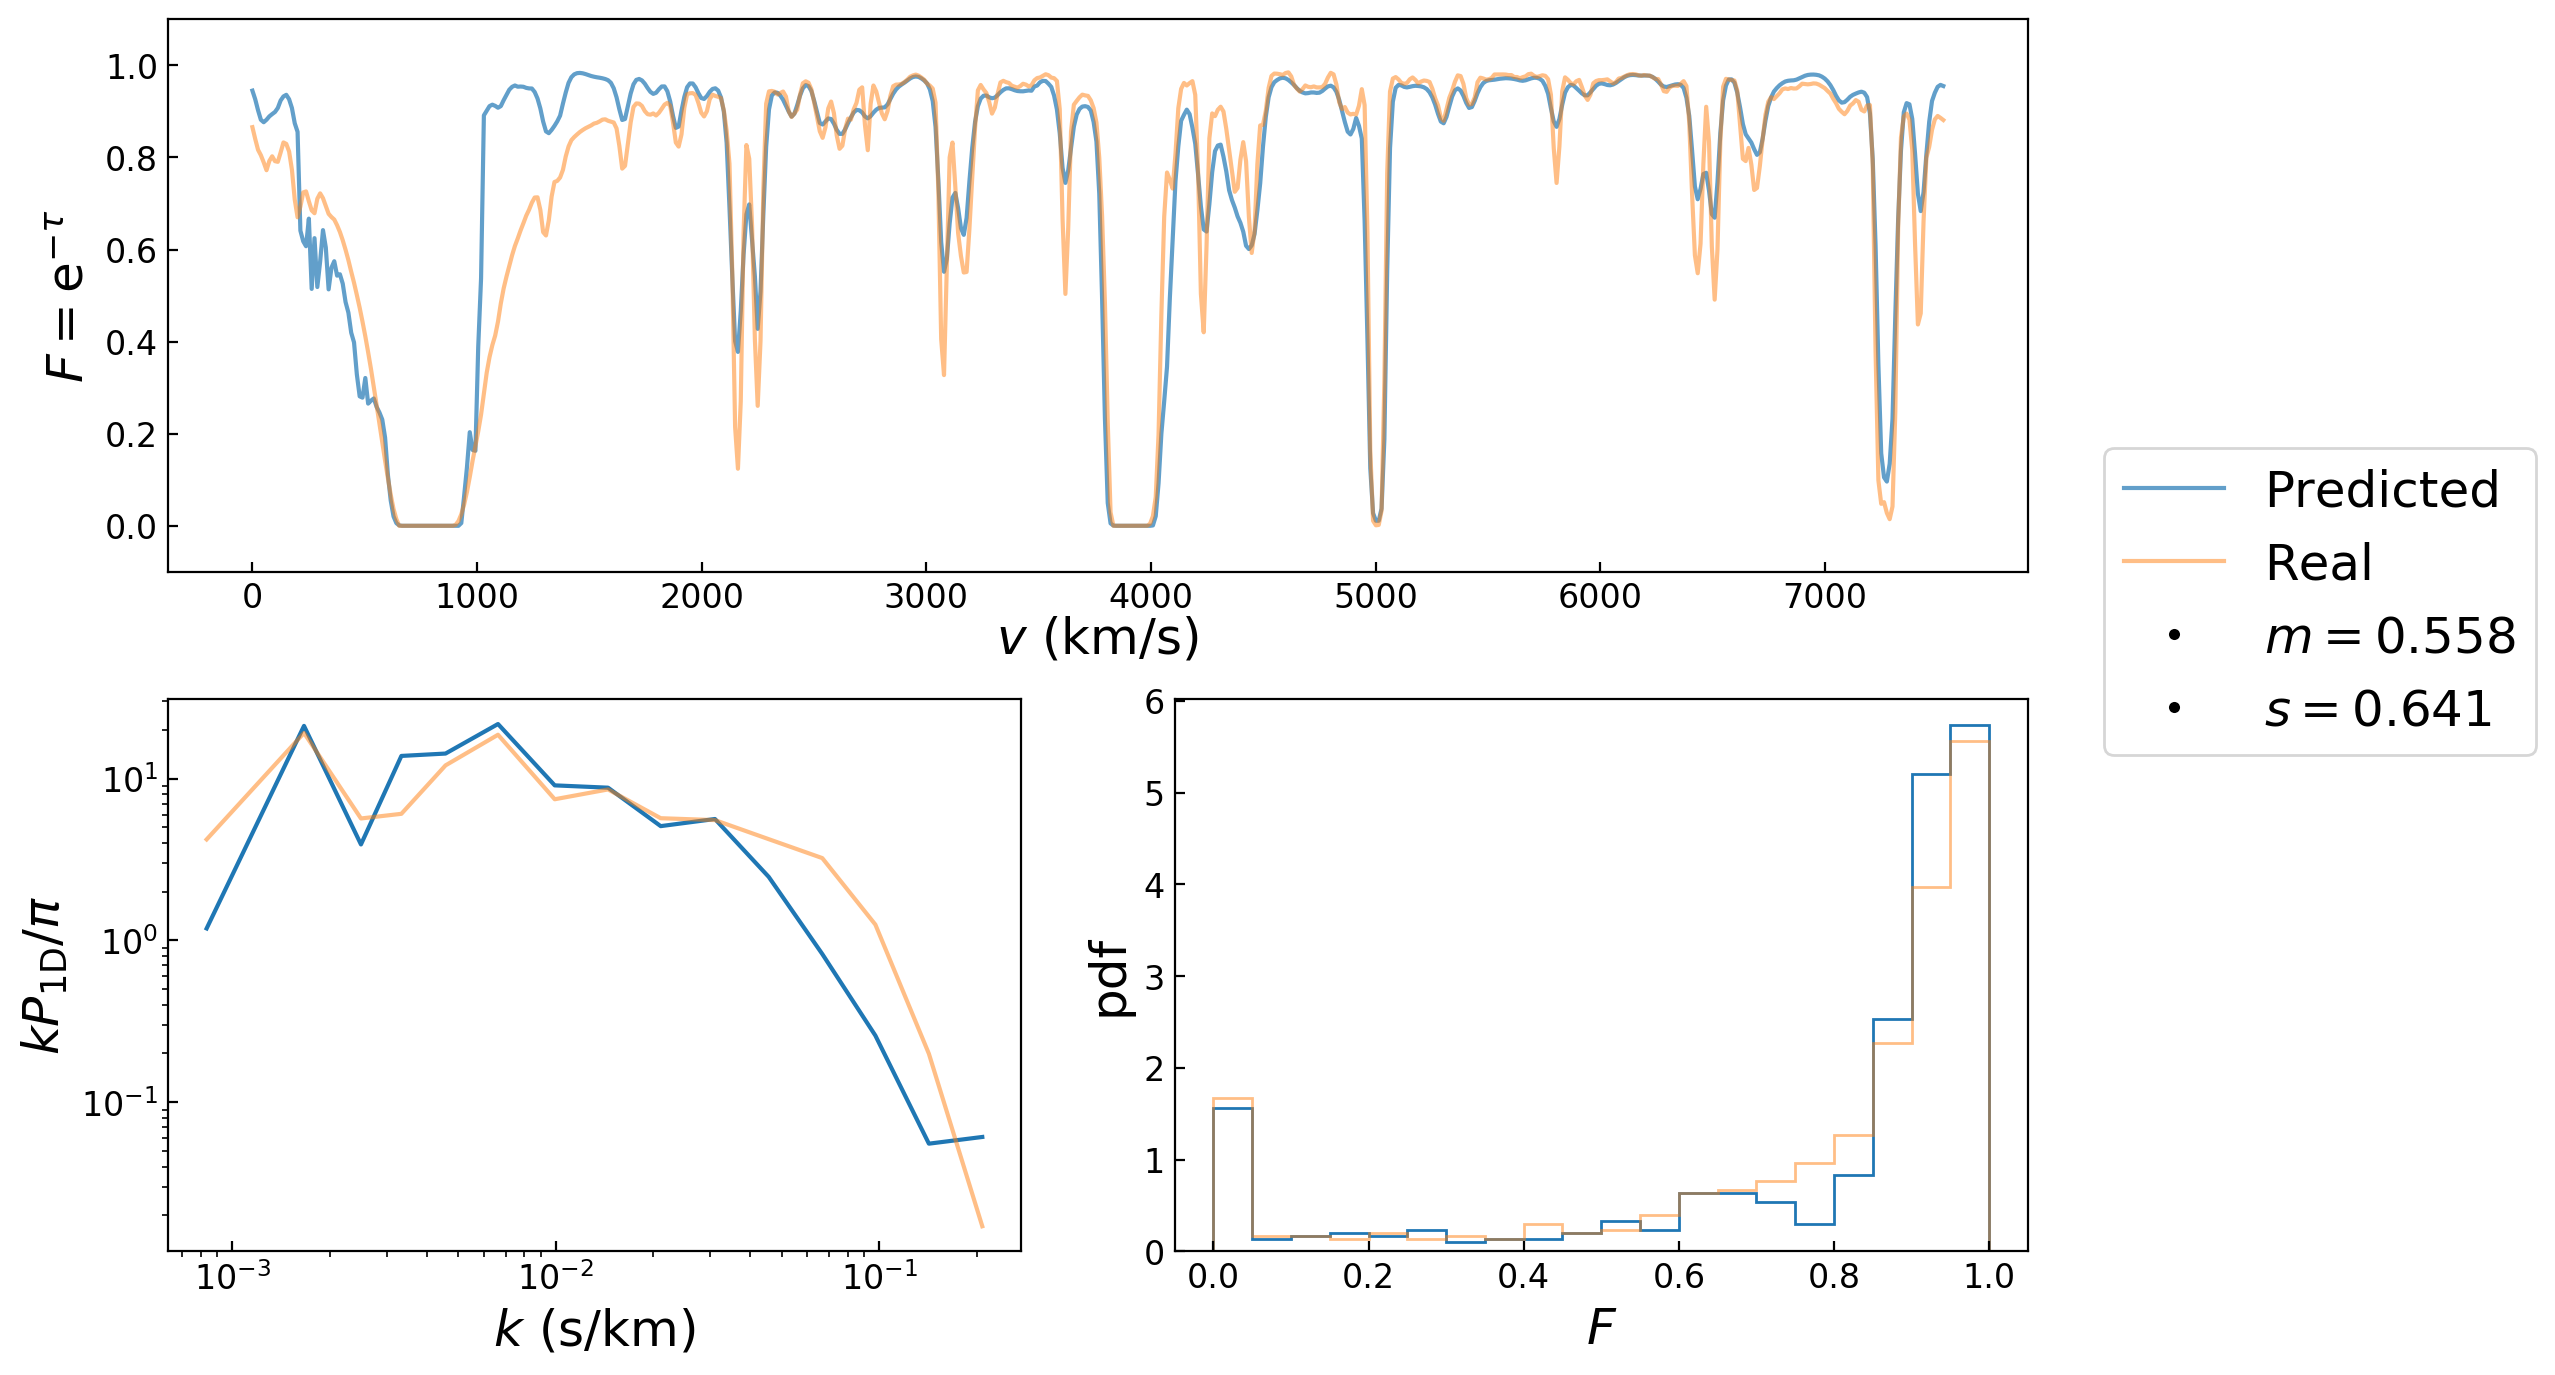 F = e^{−τ}
1.0
0.8
0.6
0.4
0.2
0.0
0 1000 2000 3000 4000 5000 6000 7000
v (km/s)
Predicted
Real
m = 0.558
s = 0.641
kP_{1D}/π
10^1
10^0
10^{−1}
10^{−3} 10^{−2} 10^{−1}
k (s/km)
pdf
6
5
4
3
2
1
0
0.0 0.2 0.4 0.6 0.8 1.0
F